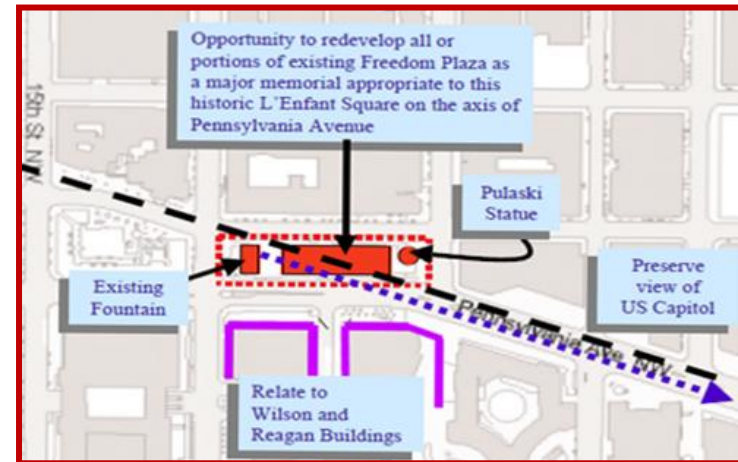 Opportunity to redevelop all or
portions of existing Freedom Plaza as
a major memorial appropriate to this
historic L'Enfant Square on the axis of
Pennsylvania Avenue
15th St. NW
Pulaski
Statue
Existing
Fountain
Preserve
view of
US Capitol
Pennsylvania Ave. NW
Relate to
Wilson and
Reagan Buildings